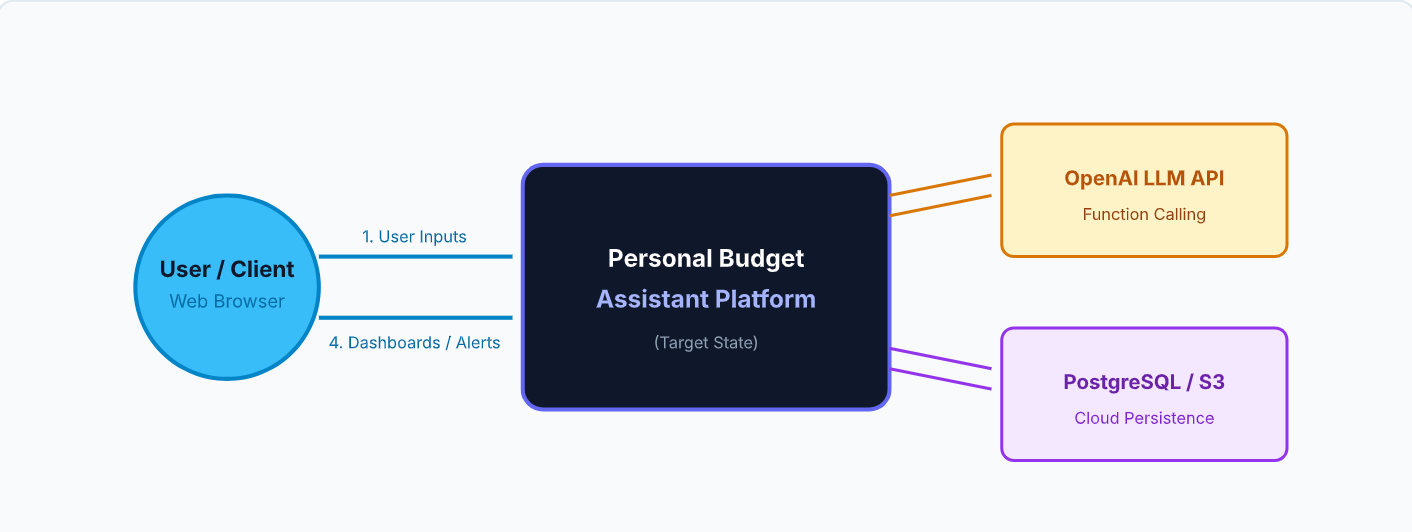 User / Client
Web Browser
1. User Inputs
4. Dashboards / Alerts
Personal Budget
Assistant Platform
(Target State)
OpenAI LLM API
Function Calling
PostgreSQL / S3
Cloud Persistence